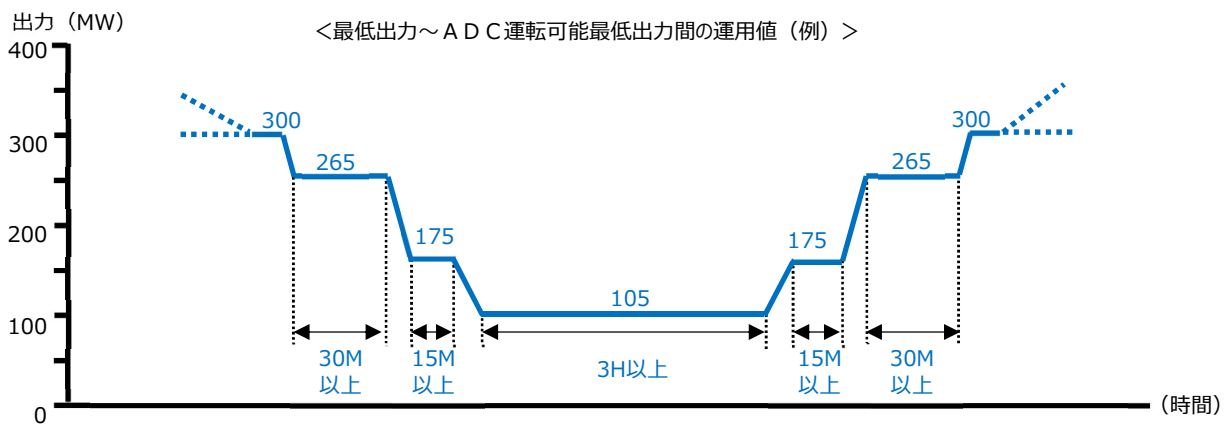 出力（MW）
＜最低出力～ＡＤＣ運転可能最低出力間の運用値（例）＞
400
300
200
100
0
300
265
175
105
175
265
300
30M
以上
15M
以上
3H以上
15M
以上
30M
以上
（時間）